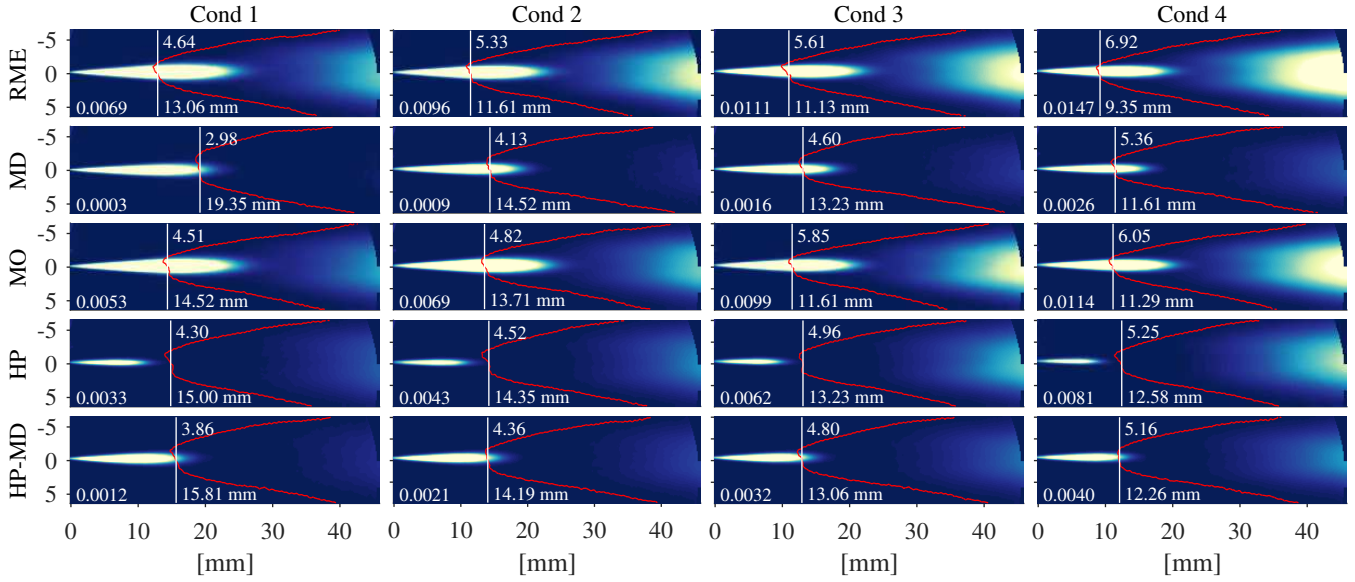 Cond 1 Cond 2 Cond 3 Cond 4
RME
-5 0 5
4.64 5.33 5.61 6.92
0.0069 13.06 mm 0.0096 11.61 mm 0.0111 11.13 mm 0.0147 9.35 mm
MD
-5 0 5
2.98 4.13 4.60 5.36
0.0003 19.35 mm 0.0009 14.52 mm 0.0016 13.23 mm 0.0026 11.61 mm
MO
-5 0 5
4.51 4.82 5.85 6.05
0.0053 14.52 mm 0.0069 13.71 mm 0.0099 11.61 mm 0.0114 11.29 mm
HP
-5 0 5
4.30 4.52 4.96 5.25
0.0033 15.00 mm 0.0043 14.35 mm 0.0062 13.23 mm 0.0081 12.58 mm
HP-MD
-5 0 5
3.86 4.36 4.80 5.16
0.0012 15.81 mm 0.0021 14.19 mm 0.0032 13.06 mm 0.0040 12.26 mm
0 10 20 30 40 0 10 20 30 40 0 10 20 30 40 0 10 20 30 40
[mm] [mm] [mm] [mm]